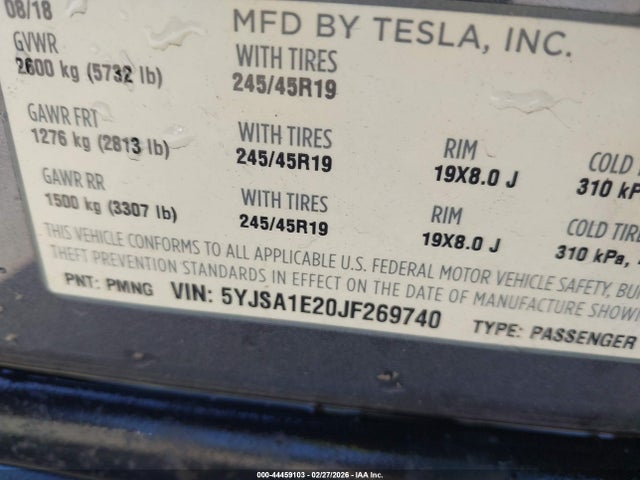 08/18 MFD BY TESLA, INC.
GVWR WITH TIRES
2600 kg (5732 lb) 245/45R19
GAWR FRT WITH TIRES RIM COLD
1276 kg (2813 lb) 245/45R19 19X8.0 J 310
GAWR RR WITH TIRES RIM COLD TIRE
1500 kg (3307 lb) 245/45R19 19X8.0 J 310 kPa,
THIS VEHICLE CONFORMS TO ALL APPLICABLE U.S. FEDERAL MOTOR VEHICLE SAFETY,
THEFT PREVENTION STANDARDS IN EFFECT ON THE DATE OF MANUFACTURE SHOWN
PNT: PMNG VIN: 5YJSA1E20JF269740 TYPE: PASSENGER
000-44459103 - 02/27/2026 - IAA Inc.